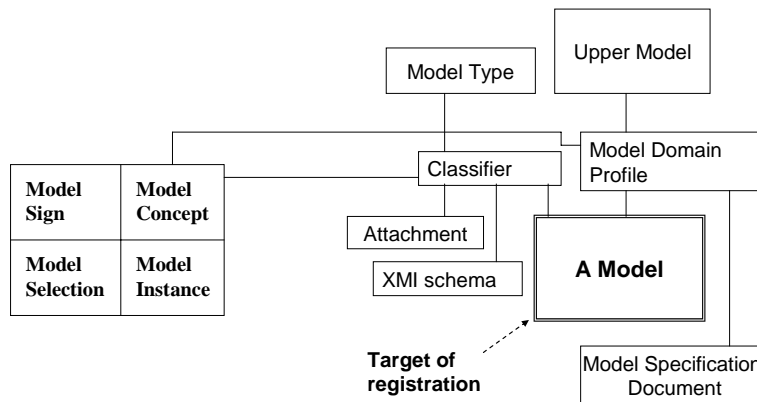 Upper Model
Model Type
Model Domain
Profile
Classifier
Model
Sign
Model
Concept
Model
Selection
Model
Instance
Attachment
XMI schema
A Model
Target of
registration
Model Specification
Document